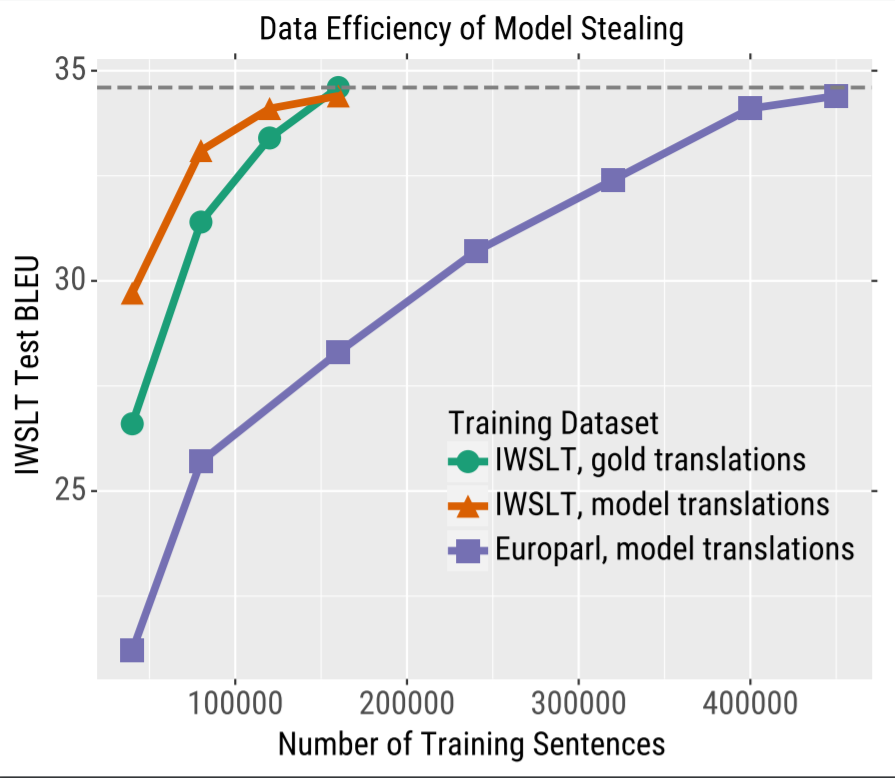 Data Efficiency of Model Stealing
35
30
25
IWSLT Test BLEU
Training Dataset
IWSLT, gold translations
IWSLT, model translations
Europarl, model translations
100000 200000 300000 400000
Number of Training Sentences